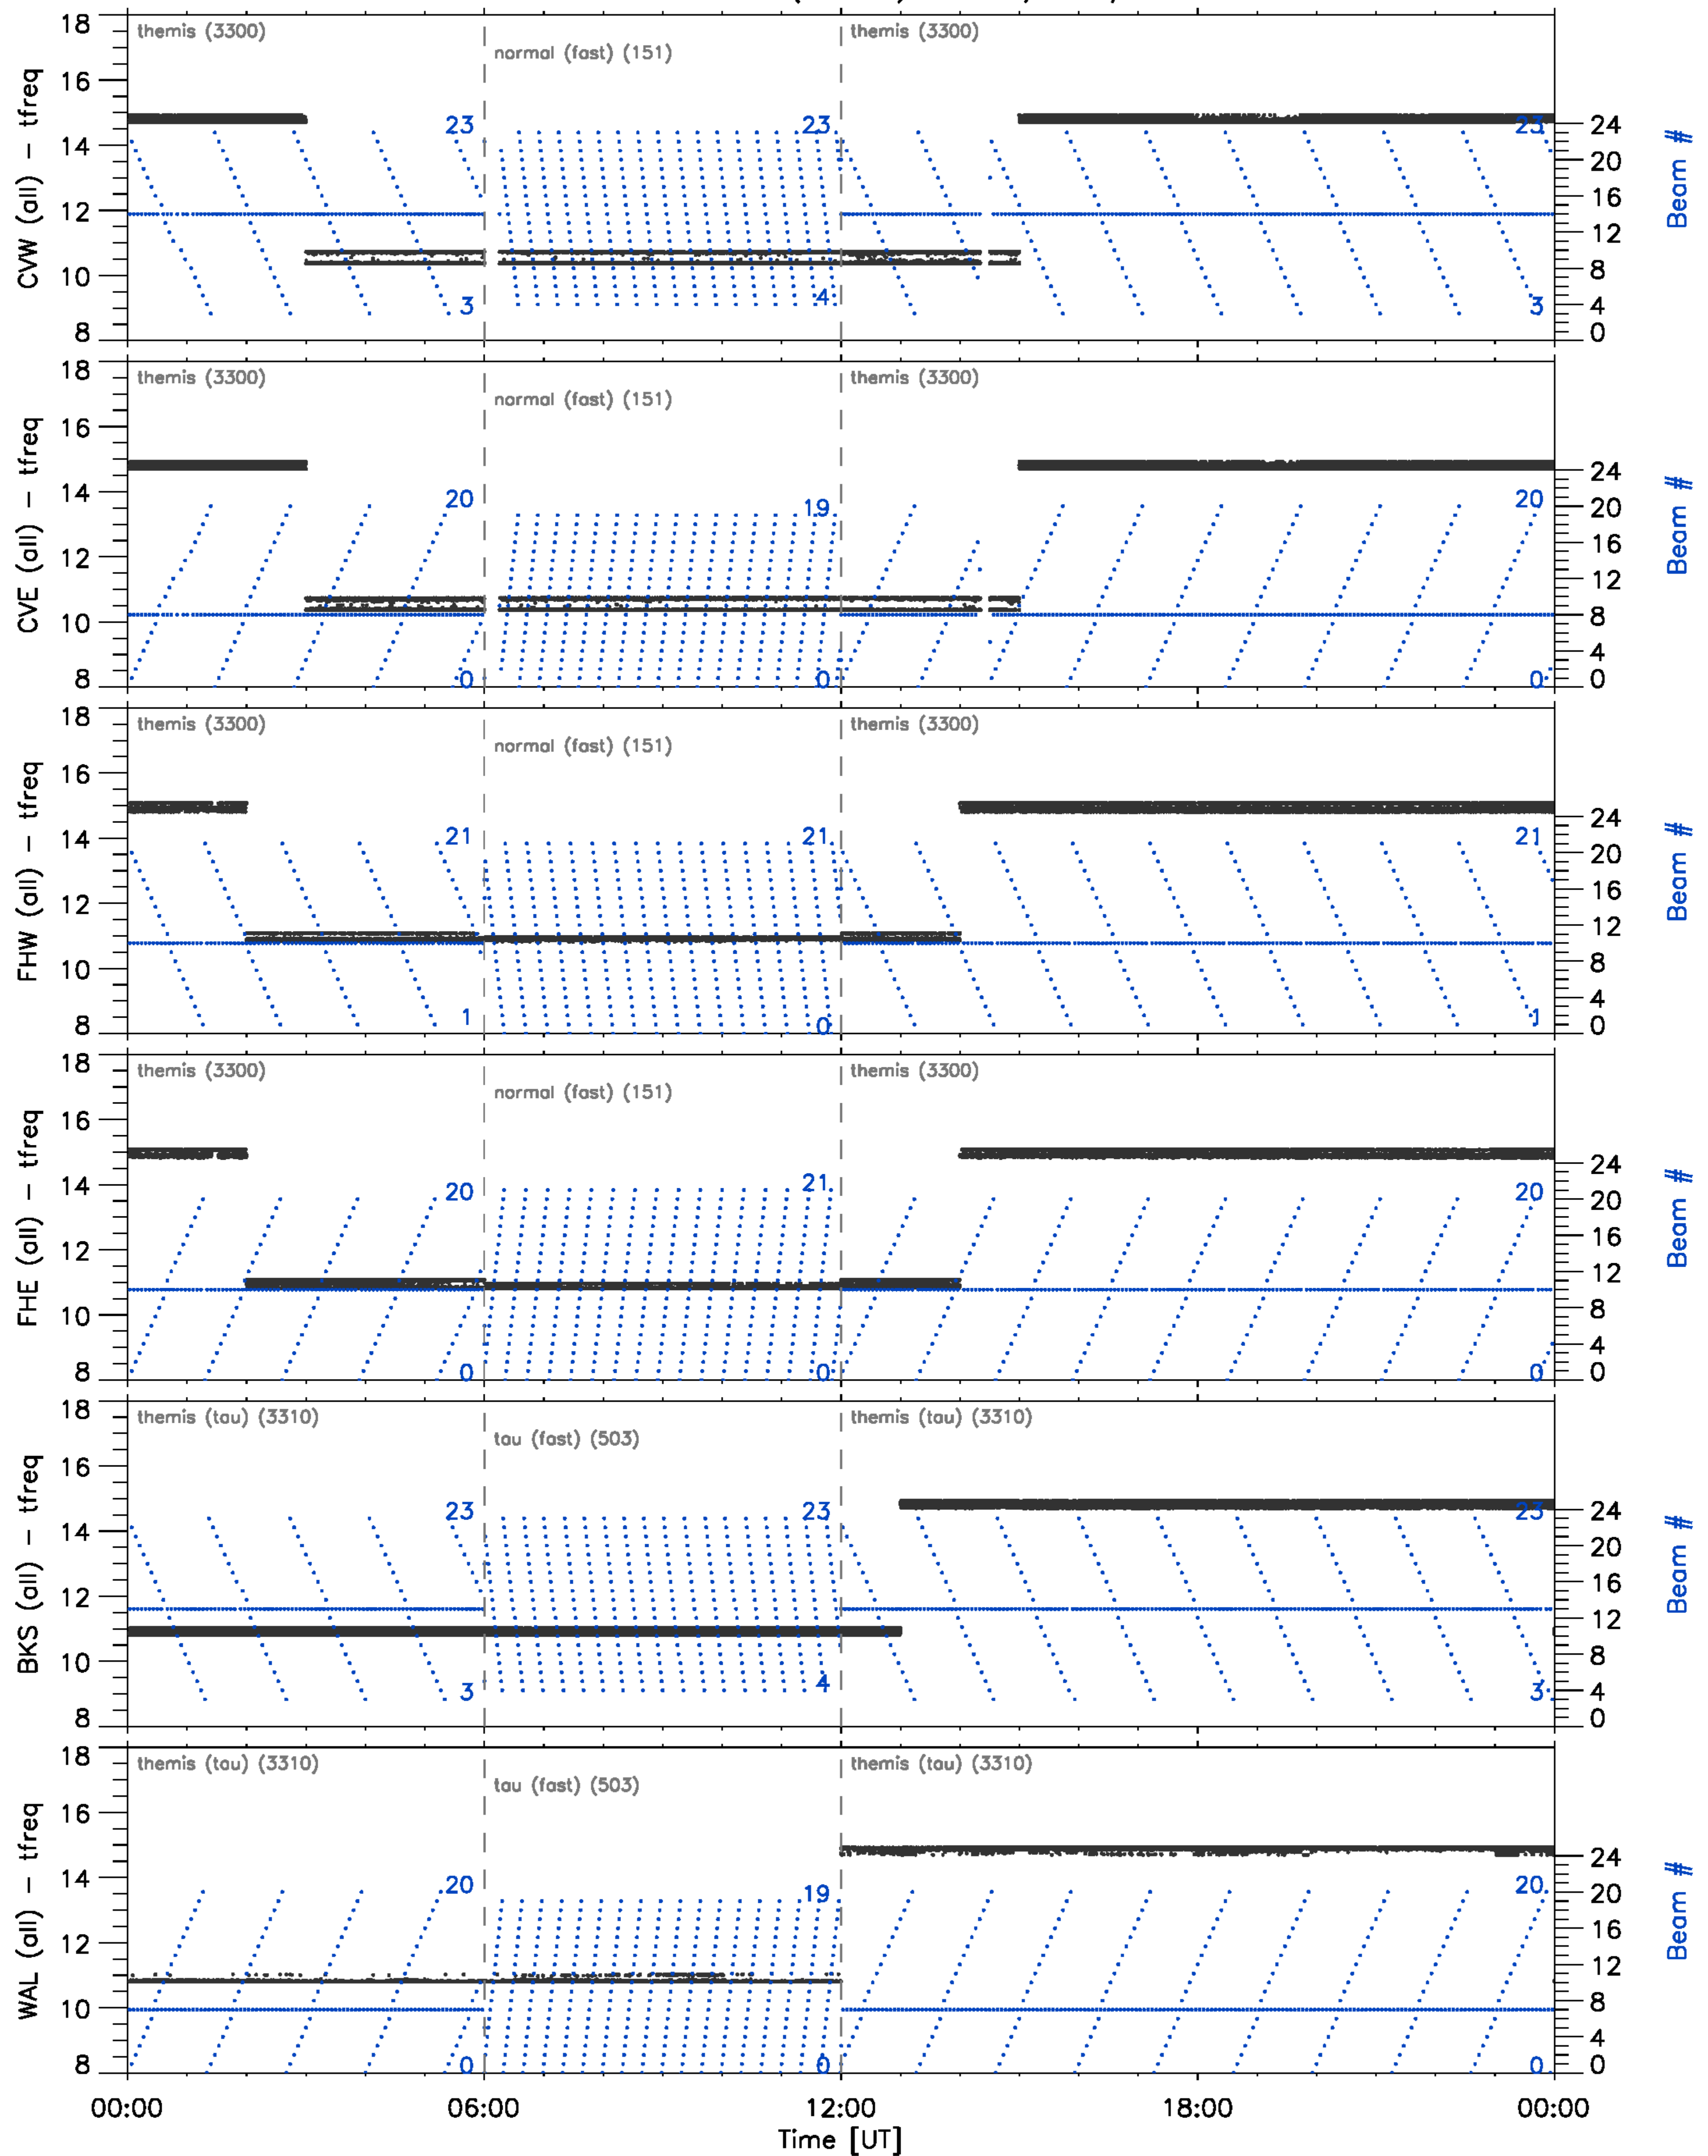 18 themis (3300) normal (fast) (151) themis (3300)
16
14 23 23 23 24
20
12 16
12
10 8
3 4 3 4
8 0
CVW (all) - tfreq
Beam #
18 themis (3300) normal (fast) (151) themis (3300)
16
14 24
20 19 20 20
12 16
12
10 8
4
8 0 0 0 0
CVE (all) - tfreq
Beam #
18 themis (3300) normal (fast) (151) themis (3300)
16
14 21 21 21 24
20
12 16
12
10 8
1 1 4
8 0 0
FHW (all) - tfreq
Beam #
18 themis (3300) normal (fast) (151) themis (3300)
16
14 24
20 21 20 20
12 16
12
10 8
4
8 0 0 0 0
FHE (all) - tfreq
Beam #
18 themis (tau) (3310) tau (fast) (503) themis (tau) (3310)
16
14 23 23 23 24
20
12 16
12
10 8
3 4 3 4
8 0
BKS (all) - tfreq
Beam #
18 themis (tau) (3310) tau (fast) (503) themis (tau) (3310)
16
14 24
20 19 20 20
12 16
12
10 8
4
8 0 0 0 0
WAL (all) - tfreq
Beam #
00:00 06:00 12:00 18:00 00:00
Time [UT]